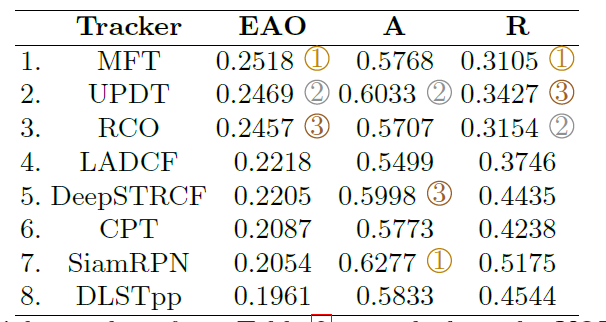 Tracker EAO A R
1. MFT 0.2518 ① 0.5768 0.3105 ①
2. UPDT 0.2469 ② 0.6033 ② 0.3427 ③
3. RCO 0.2457 ③ 0.5707 0.3154 ②
4. LADCF 0.2218 0.5499 0.3746
5. DeepSTRCF 0.2205 0.5998 ③ 0.4435
6. CPT 0.2087 0.5773 0.4238
7. SiamRPN 0.2054 0.6277 ① 0.5175
8. DLSTpp 0.1961 0.5833 0.4544